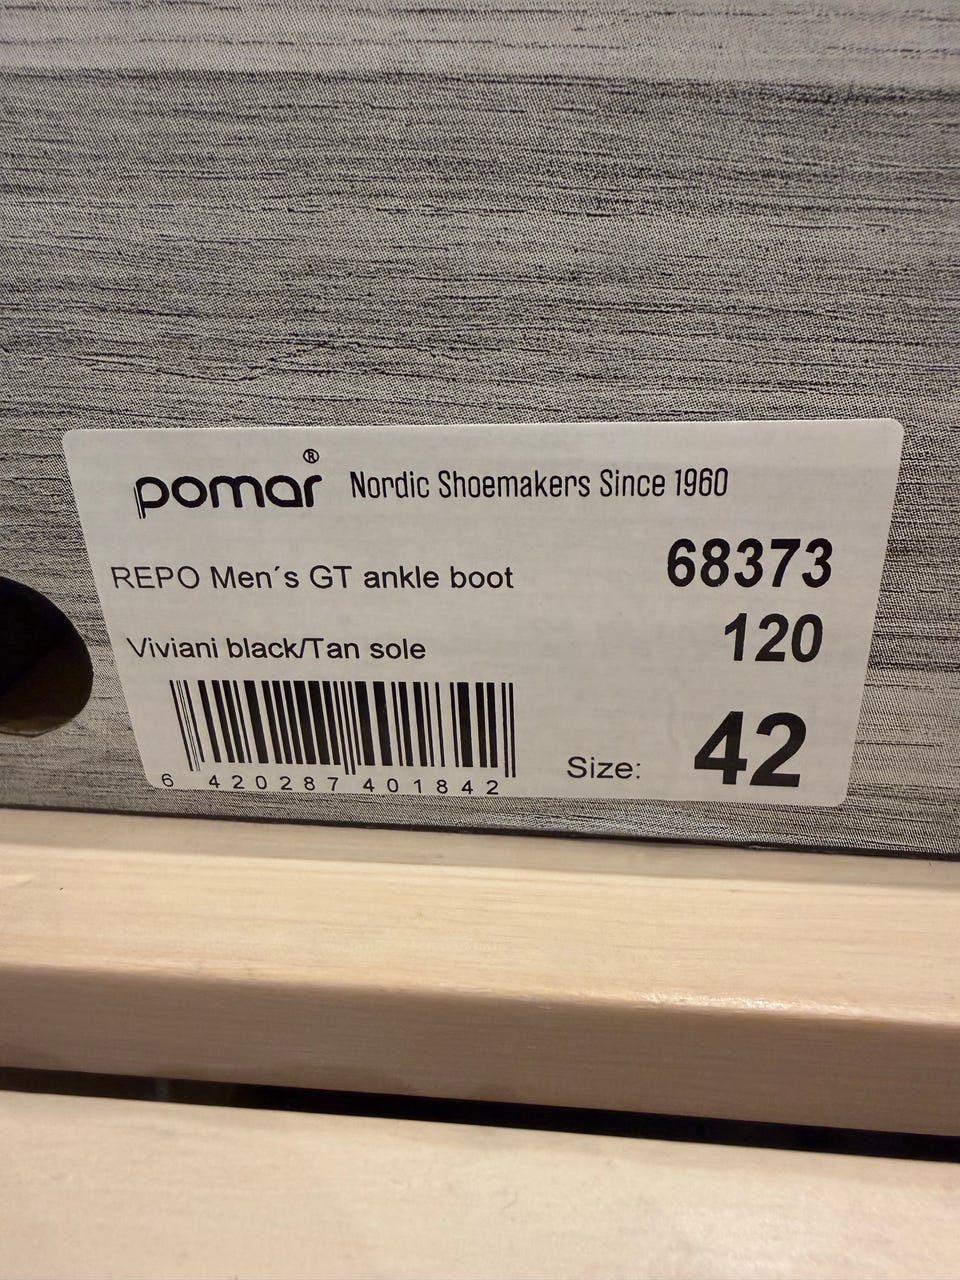 pomar® Nordic Shoemakers Since 1960
REPO Men´s GT ankle boot 68373
120
Viviani black/Tan sole
Size: 42
6 420287 401842